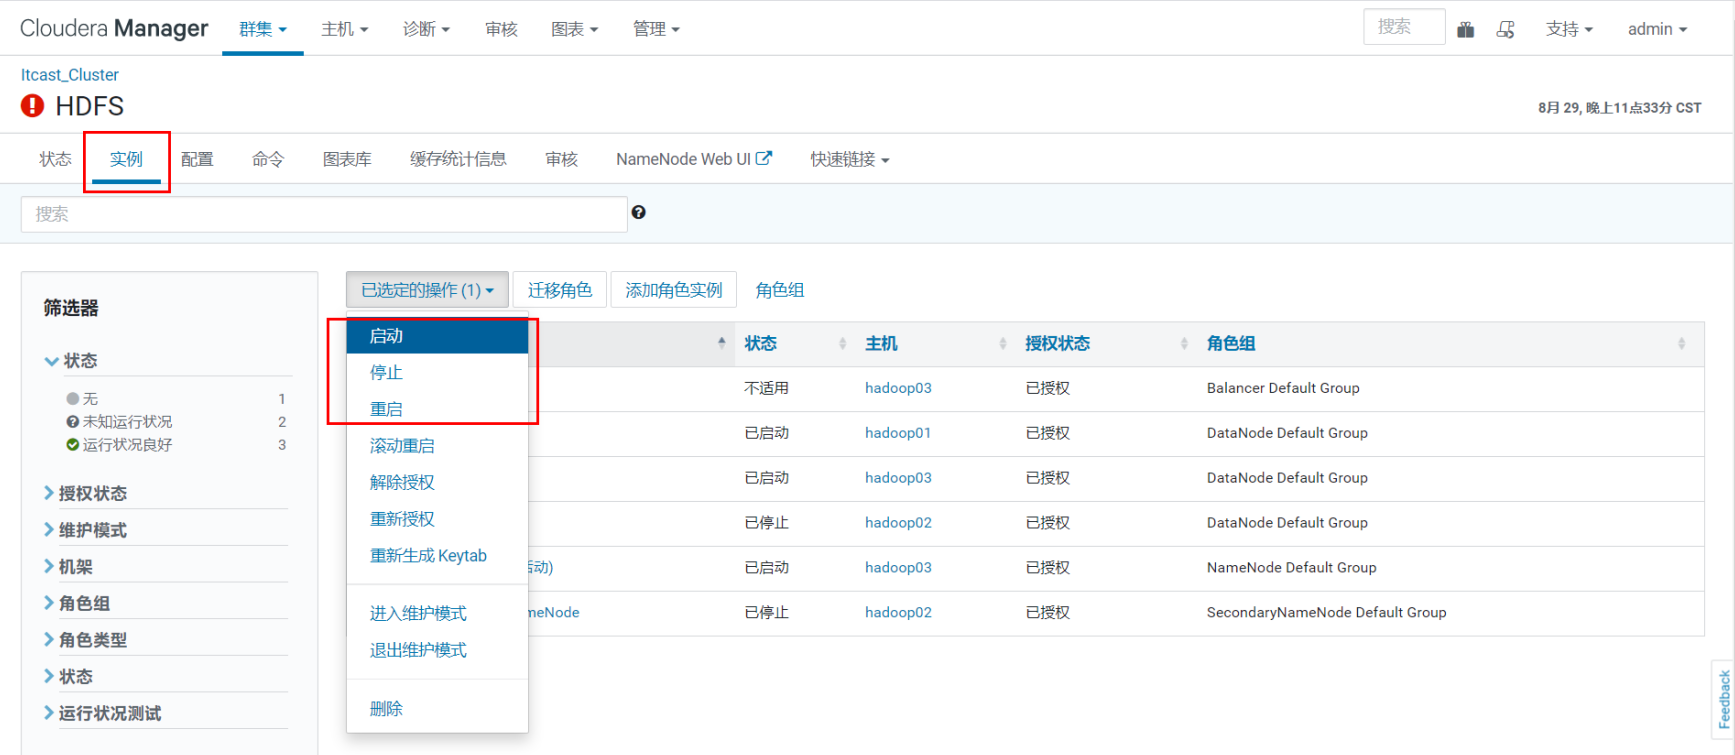 Cloudera Manager 群集 主机 诊断 审核 图表 管理 搜索 支持 admin
Itcast_Cluster
HDFS
8月 29, 晚上11点33分 CST
状态 实例 配置 命令 图表库 缓存统计信息 审核 NameNode Web UI 快速链接
搜索
筛选器
状态
无 1
未知运行状况 2
运行状况良好 3
授权状态
维护模式
机架
角色组
角色类型
状态
运行状况测试
已选定的操作 (1) 迁移角色 添加角色实例 角色组
启动
停止
重启
滚动重启
解除授权
重新授权
重新生成 Keytab
进入维护模式
退出维护模式
删除
状态 主机 授权状态 角色组
不适用 hadoop03 已授权 Balancer Default Group
已启动 hadoop01 已授权 DataNode Default Group
已启动 hadoop03 已授权 DataNode Default Group
已停止 hadoop02 已授权 DataNode Default Group
动) 已启动 hadoop03 已授权 NameNode Default Group
meNode 已停止 hadoop02 已授权 SecondaryNameNode Default Group
Feedback